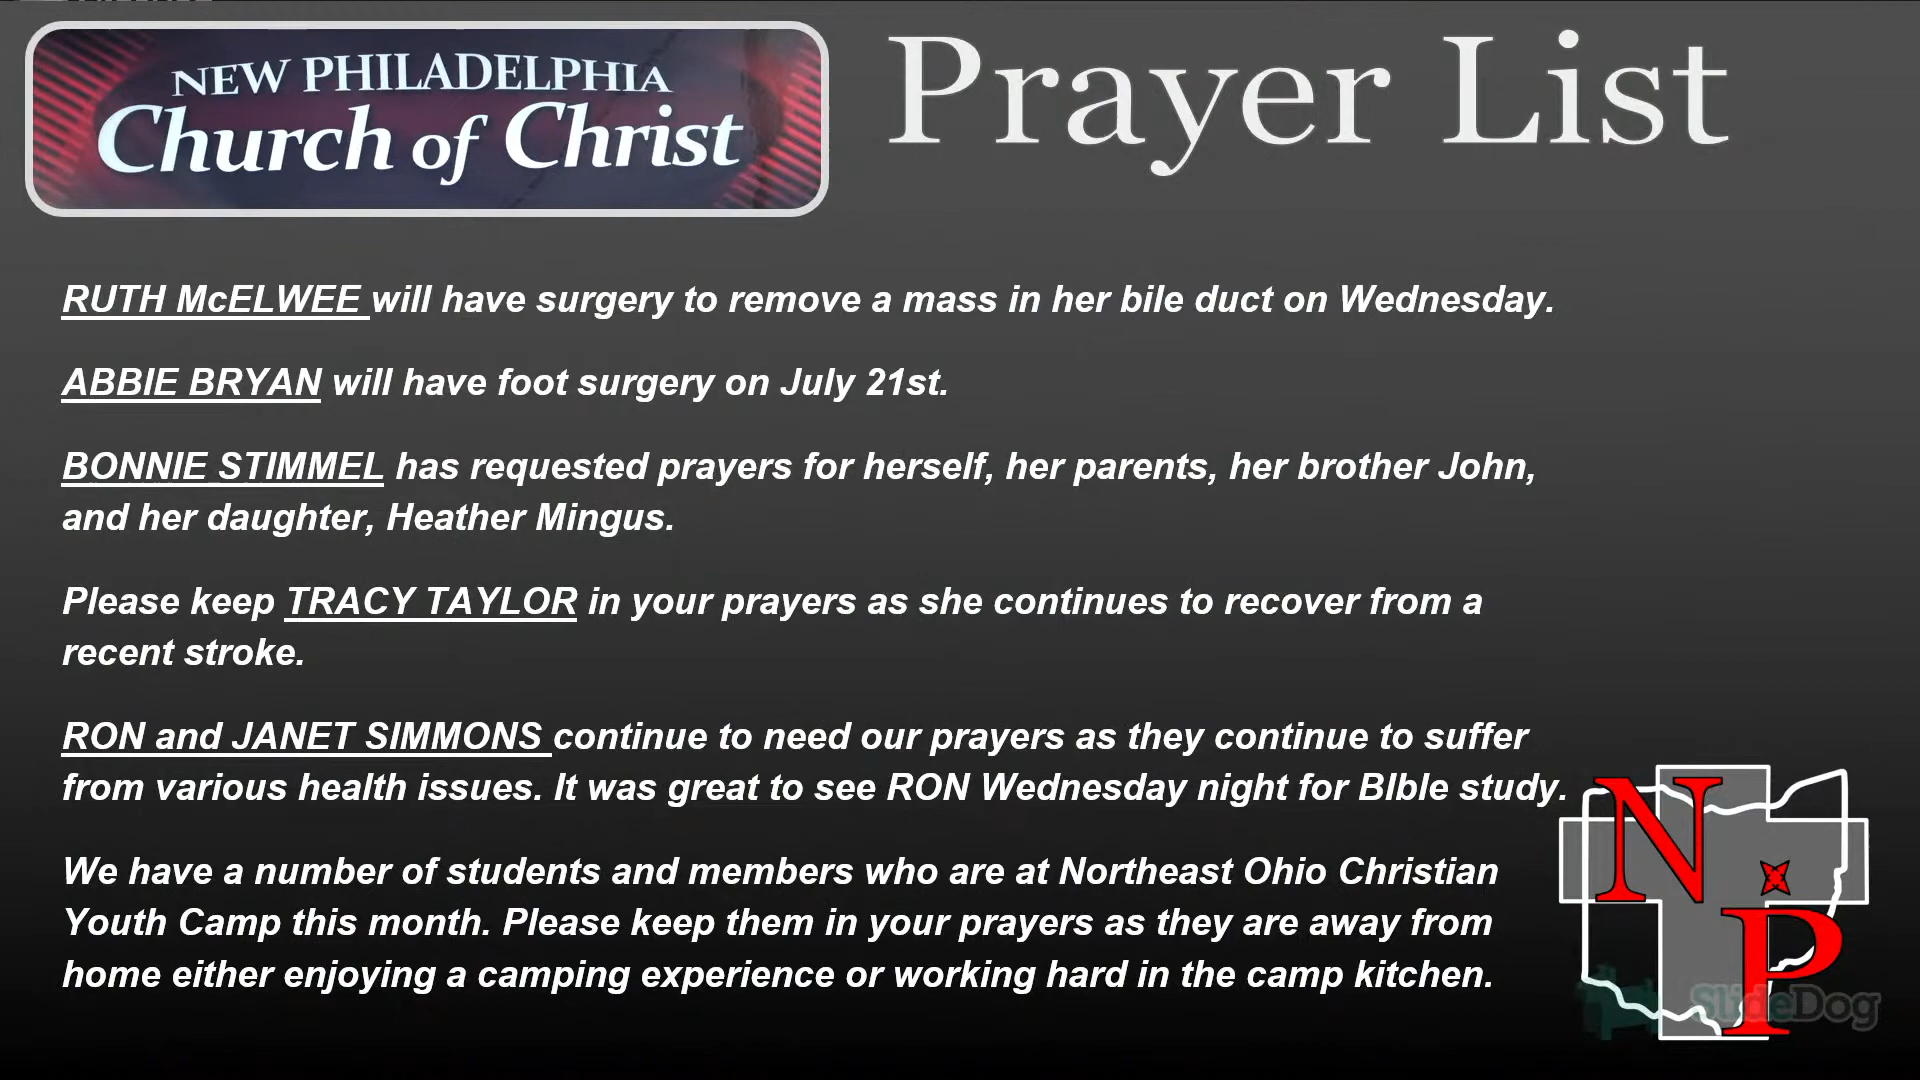 NEW PHILADELPHIA
Church of Christ
Prayer List
RUTH McELWEE will have surgery to remove a mass in her bile duct on Wednesday.
ABBIE BRYAN will have foot surgery on July 21st.
BONNIE STIMMEL has requested prayers for herself, her parents, her brother John,
and her daughter, Heather Mingus.
Please keep TRACY TAYLOR in your prayers as she continues to recover from a
recent stroke.
RON and JANET SIMMONS continue to need our prayers as they continue to suffer
from various health issues. It was great to see RON Wednesday night for BIble study.
We have a number of students and members who are at Northeast Ohio Christian
Youth Camp this month. Please keep them in your prayers as they are away from
home either enjoying a camping experience or working hard in the camp kitchen.
N
P
SlideDog